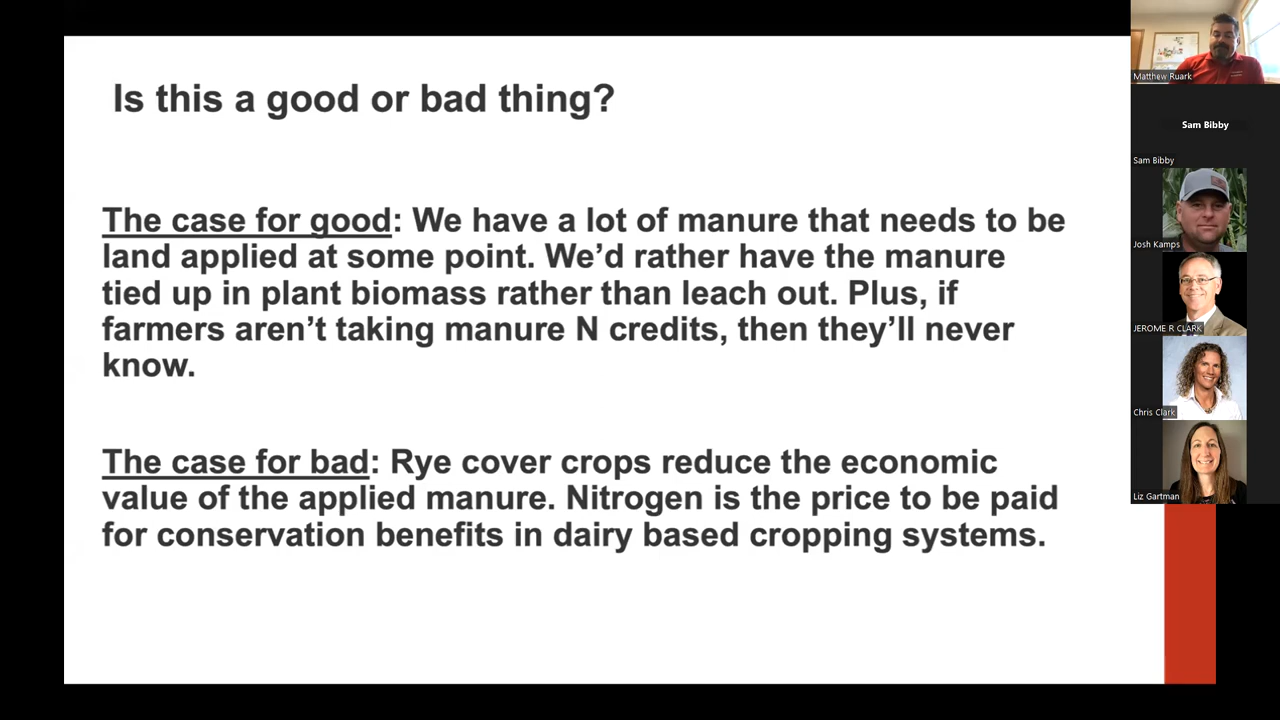 Is this a good or bad thing?
The case for good: We have a lot of manure that needs to be
land applied at some point. We’d rather have the manure
tied up in plant biomass rather than leach out. Plus, if
farmers aren’t taking manure N credits, then they’ll never
know.
The case for bad: Rye cover crops reduce the economic
value of the applied manure. Nitrogen is the price to be paid
for conservation benefits in dairy based cropping systems.
Matthew Ruark
Sam Bibby
Sam Bibby
Josh Kamps
JEROME R CLARK
Chris Clark
Liz Gartman